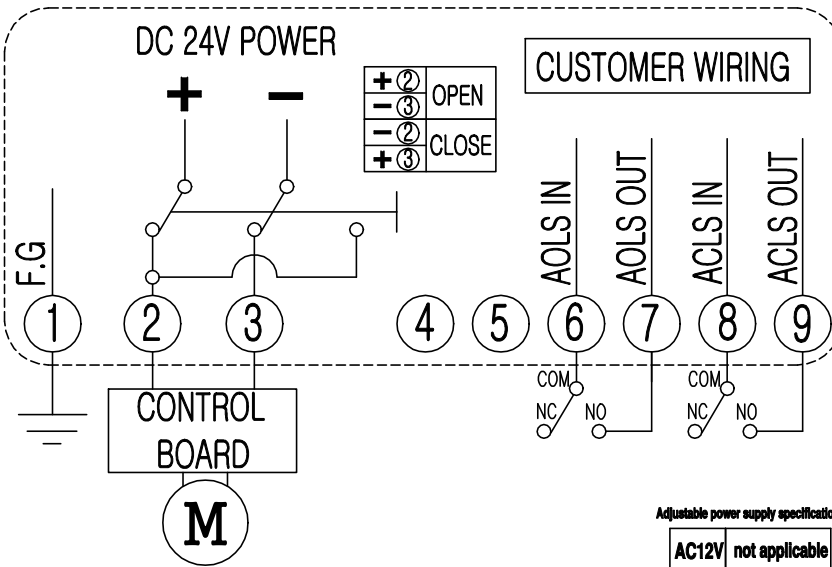 DC 24V POWER
+ −
+ ② OPEN
− ③
− ② CLOSE
+ ③
CUSTOMER WIRING
F.G
AOLS IN
AOLS OUT
ACLS IN
ACLS OUT
1 2 3 4 5 6 7 8 9
COM
NC NO
COM
NC NO
CONTROL
BOARD
M
Adjustable power supply
AC12V not applicable